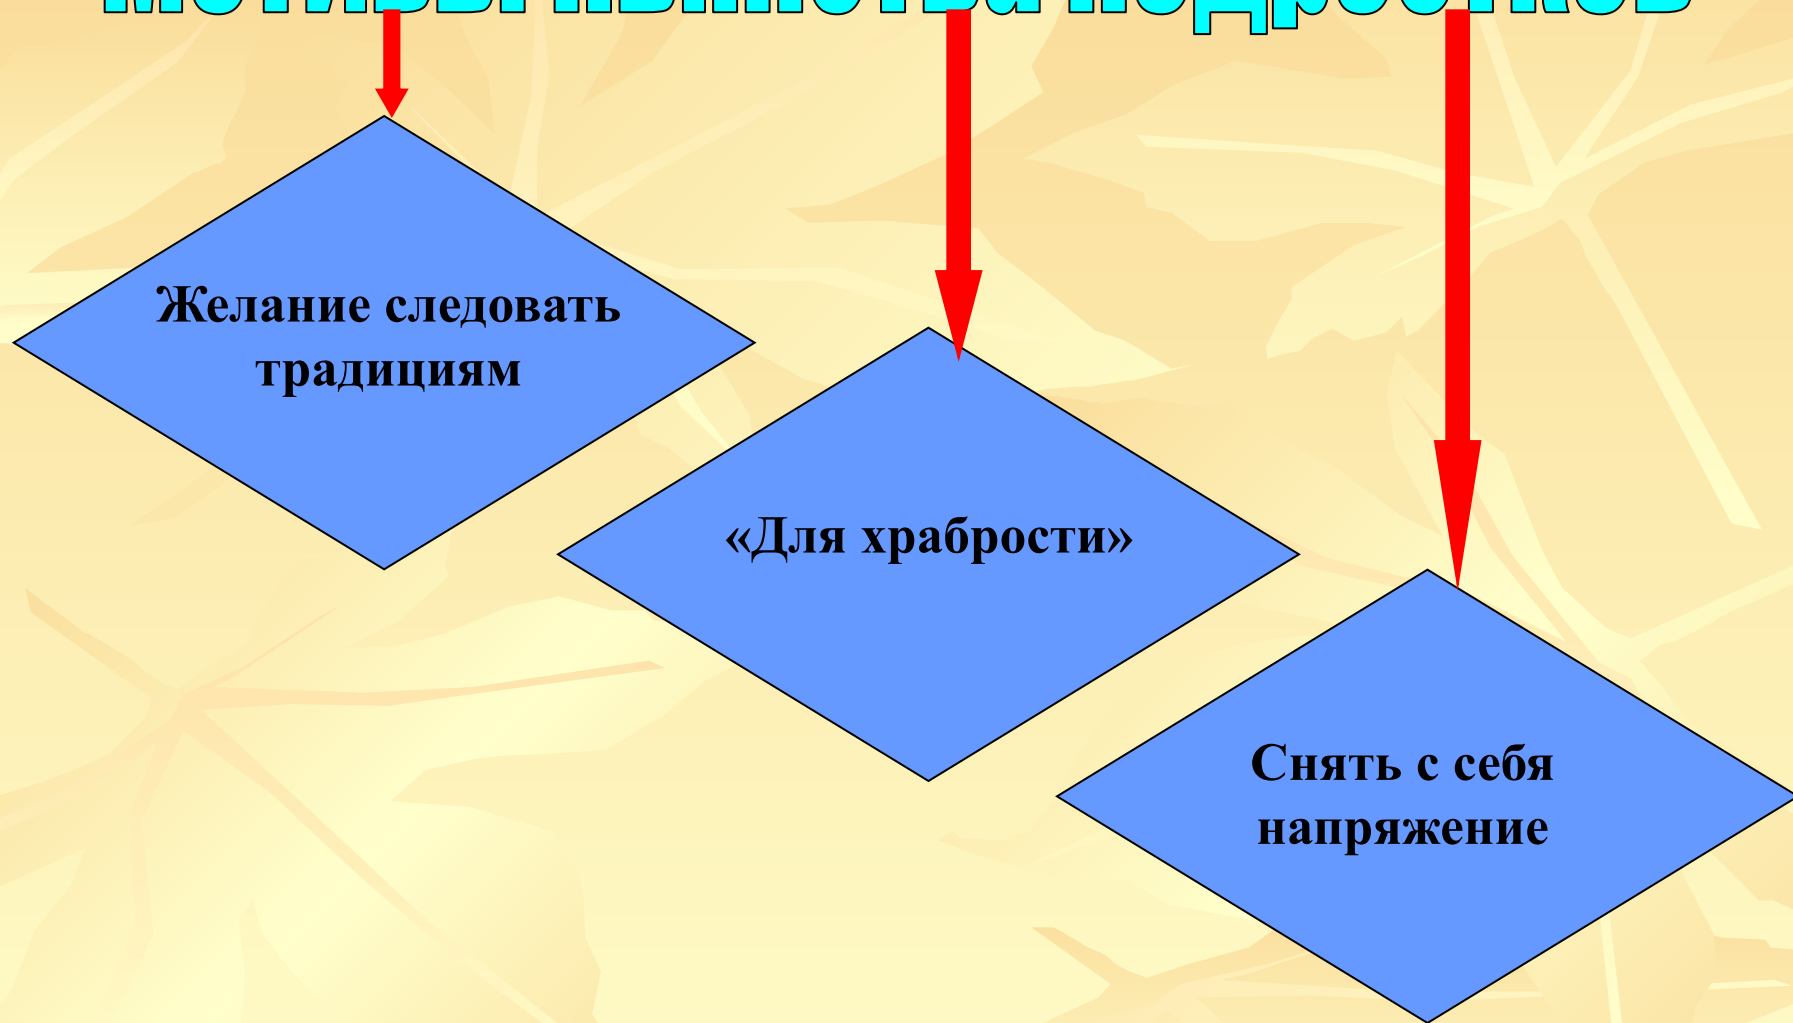 Желание следовать
традициям
«Для храбрости»
Снять с себя
напряжение